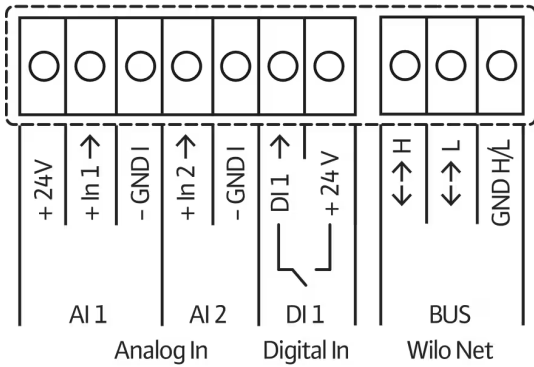 + 24V
+ In 1 →
- GND I
+ In 2 →
- GND I
DI 1 →
+ 24 V
<-> H
<-> L
GND H/L
AI 1
AI 2
DI 1
BUS
Analog In
Digital In
Wilo Net